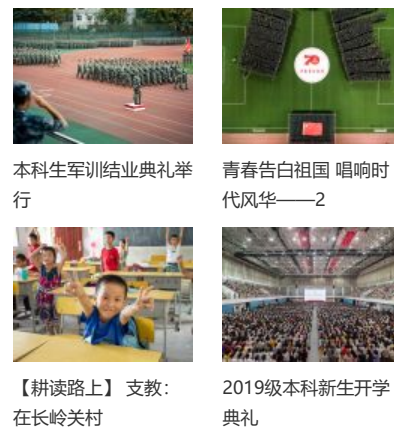 本科生军训结业典礼举
行
青春告白祖国 唱响时
代风华——2
【耕读路上】 支教：
在长岭关村
2019级本科新生开学
典礼